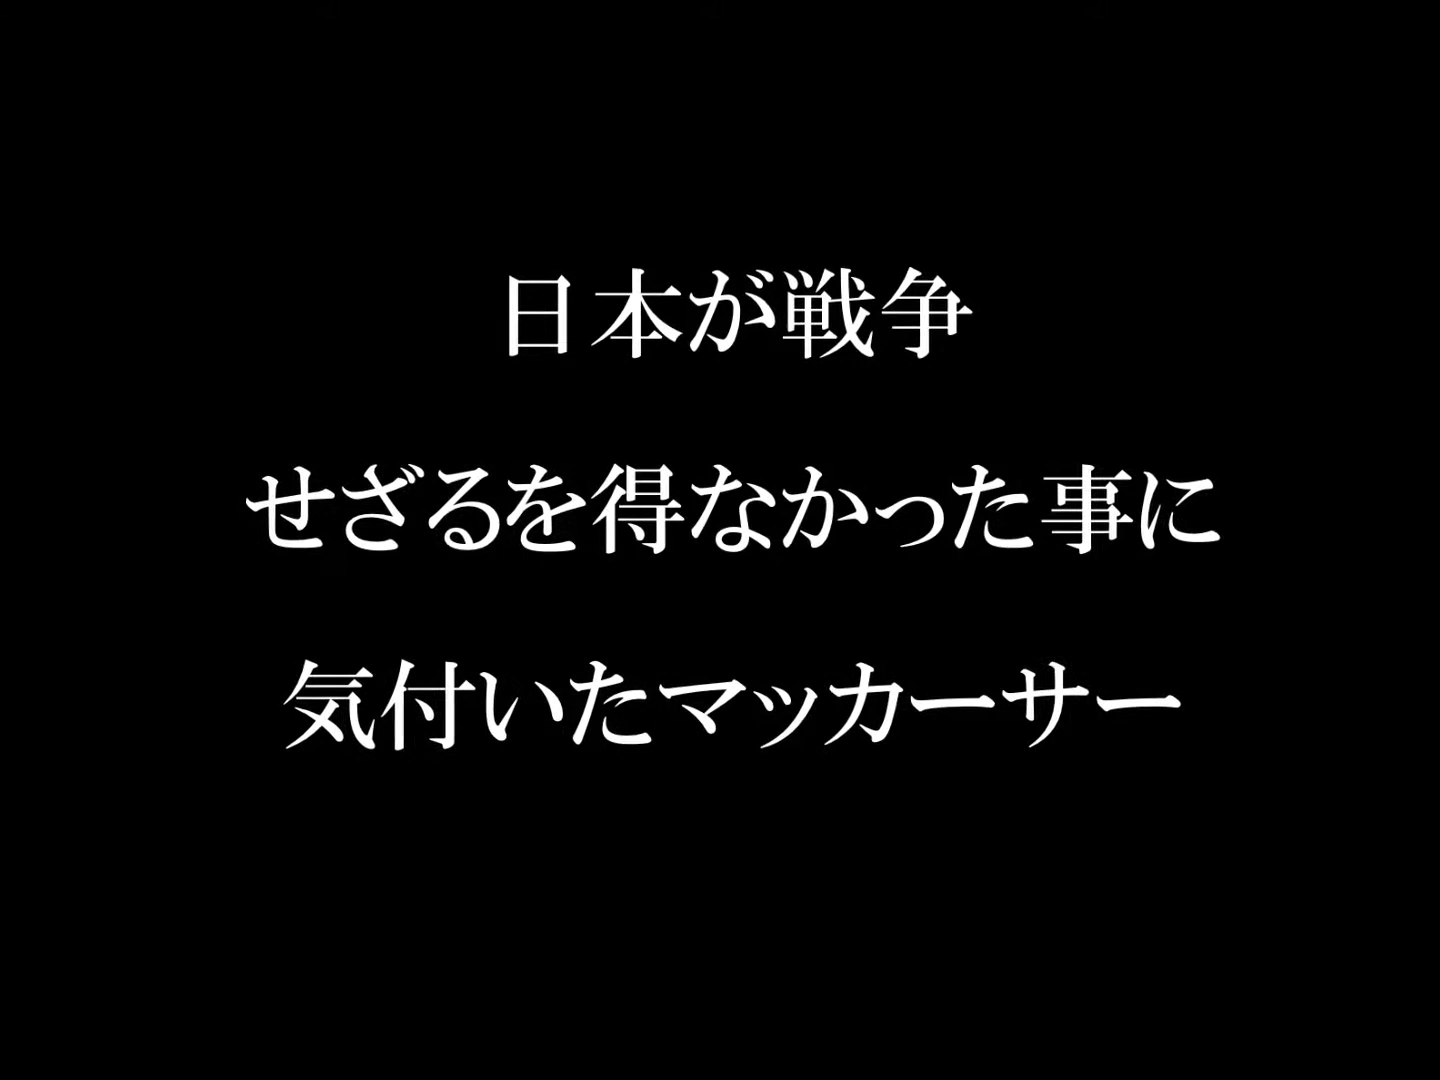 日本が戦争
せざるを得なかった事に
気付いたマッカーサー